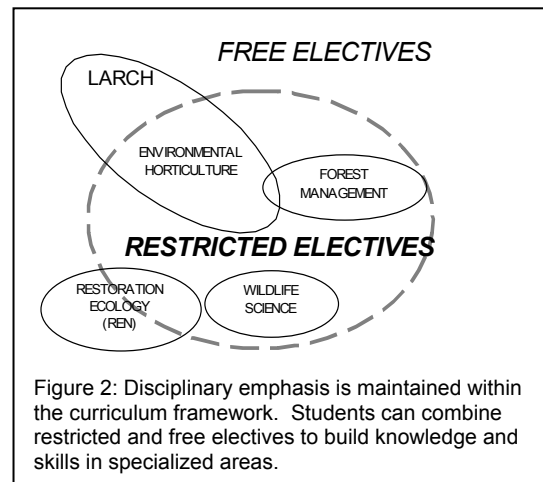 FREE ELECTIVES
LARCH
ENVIRONMENTAL
HORTICULTURE
FOREST
MANAGEMENT
RESTRICTED ELECTIVES
RESTORATION
ECOLOGY
(REN)
WILDLIFE
SCIENCE
Figure 2: Disciplinary emphasis is maintained within
the curriculum framework.  Students can combine
restricted and free electives to build knowledge and
skills in specialized areas.